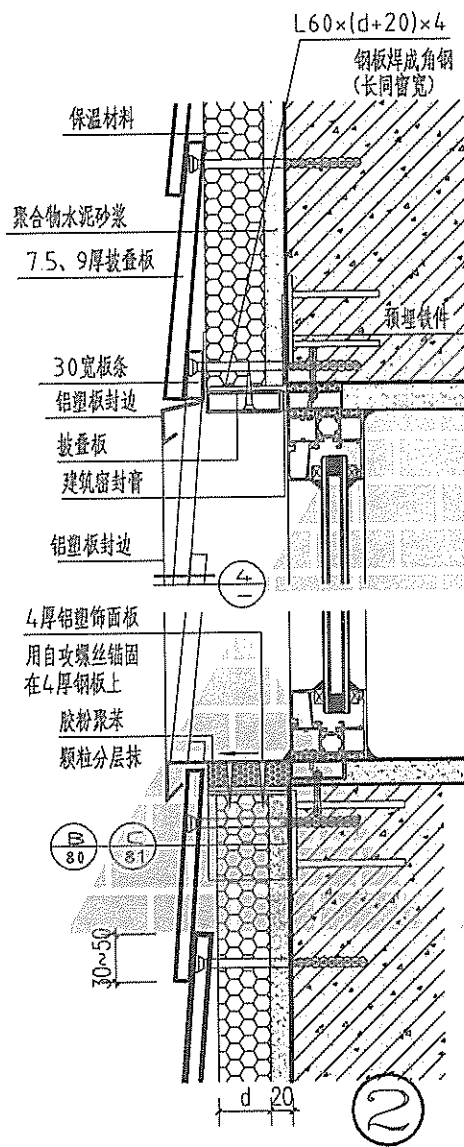 L60×(d+20)×4
钢板焊成角钢
(长同窗宽)
保温材料
聚合物水泥砂浆
7.5、9厚披叠板
预埋铁件
30宽板条
铝塑板封边
披叠板
建筑密封膏
铝塑板封边
4
—
4厚铝塑饰面板
用自攻螺丝锚固
在4厚钢板上
胶粉聚苯
颗粒分层抹
B
80
C
81
30~50
d
20
2